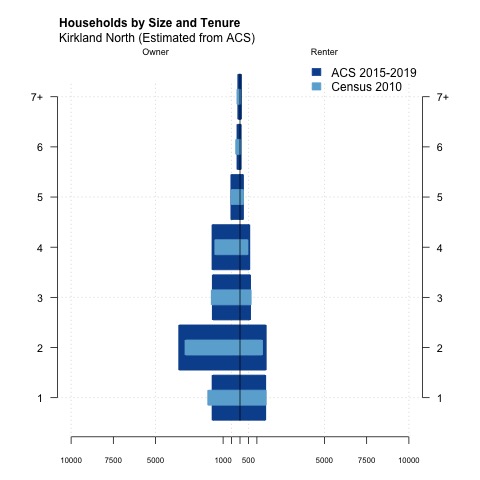 Households by Size and Tenure
Kirkland North (Estimated from ACS)
Owner Renter
ACS 2015-2019
Census 2010
7+ 7+
6 6
5 5
4 4
3 3
2 2
1 1
10000 7500 5000 1000 500 5000 7500 10000